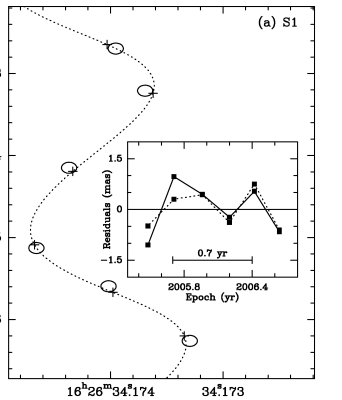 (a) S1
1.5
0
−1.5
Residuals (mas)
0.7 yr
2005.8
2006.4
Epoch (yr)
16ʰ26ᵐ34ˢ.174
34ˢ.173